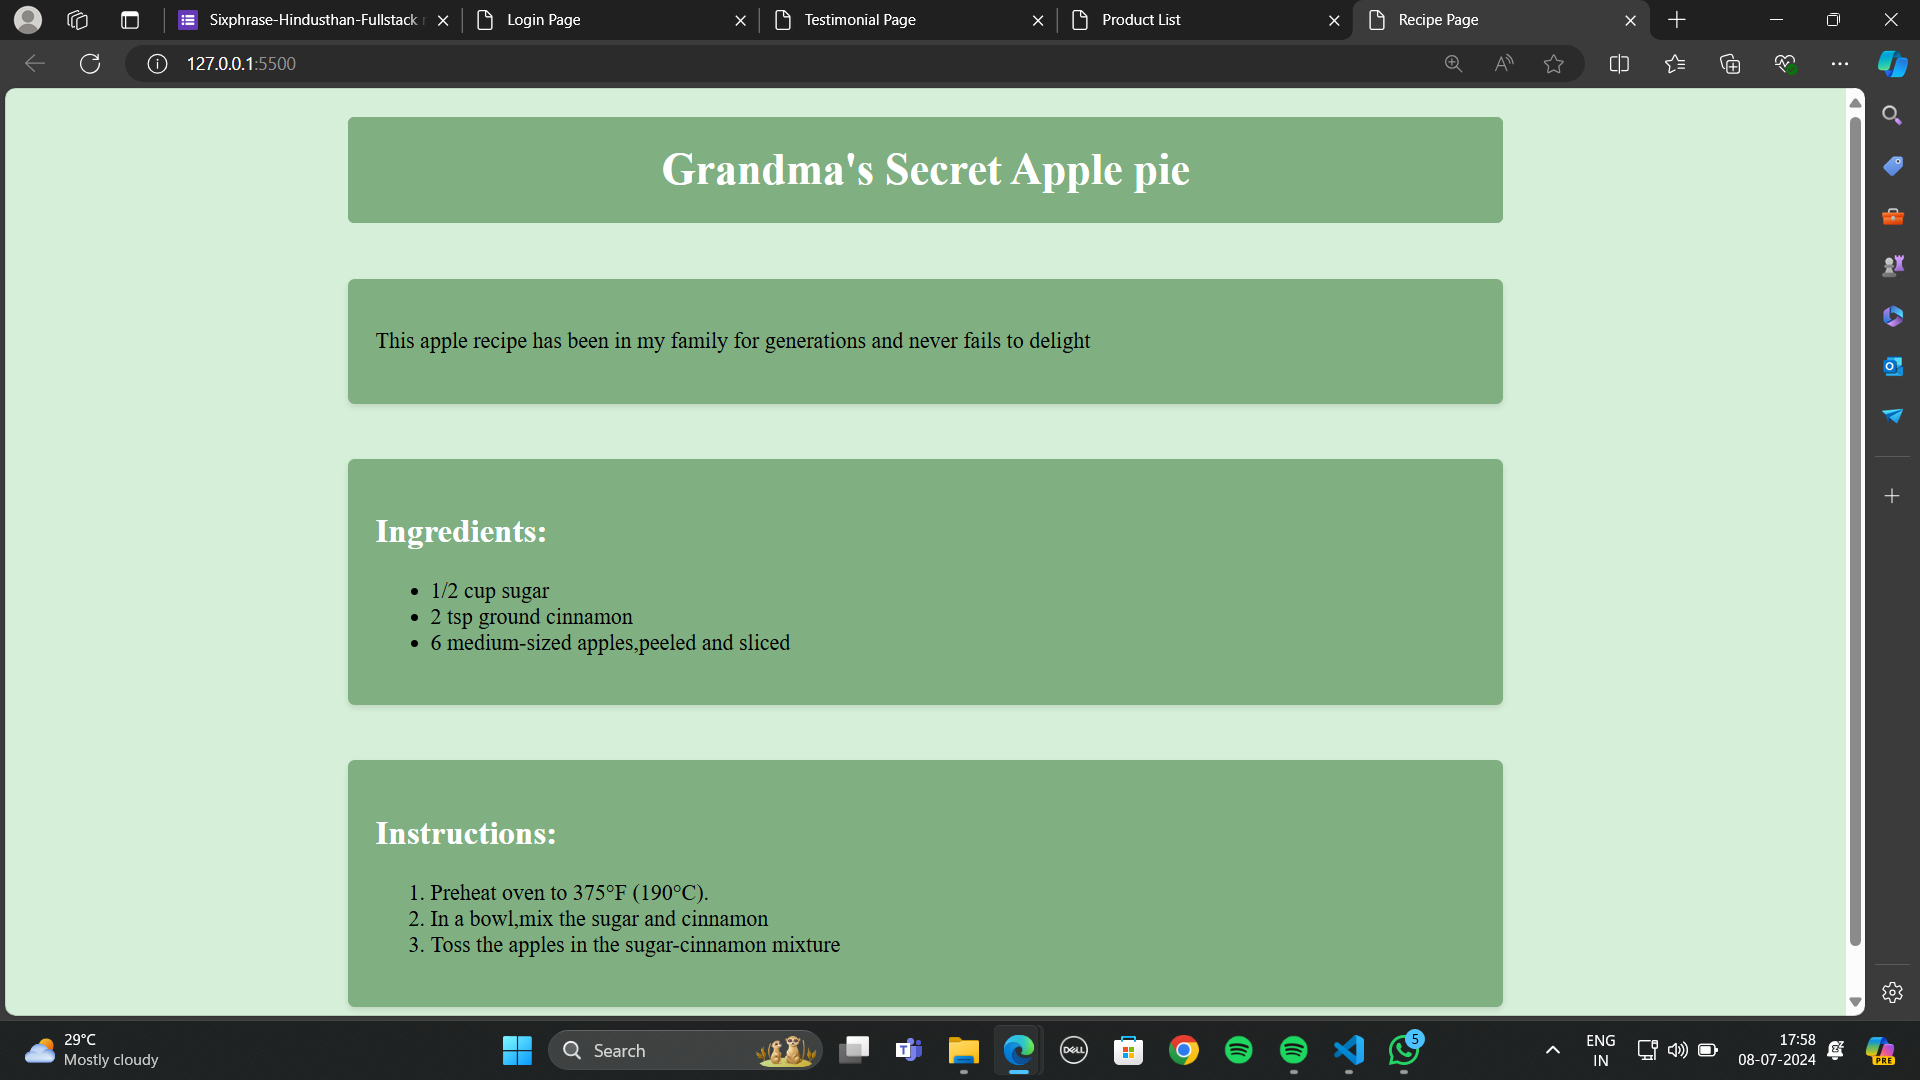 Sixphrase-Hindusthan-Fullstack
Login Page
Testimonial Page
Product List
Recipe Page
127.0.0.1:5500
Grandma's Secret Apple pie
This apple recipe has been in my family for generations and never fails to delight
Ingredients:
• 1/2 cup sugar
• 2 tsp ground cinnamon
• 6 medium-sized apples,peeled and sliced
Instructions:
1. Preheat oven to 375°F (190°C).
2. In a bowl,mix the sugar and cinnamon
3. Toss the apples in the sugar-cinnamon mixture
29°C
Mostly cloudy
Search
DELL
5
ENG
IN
17:58
08-07-2024
PRE